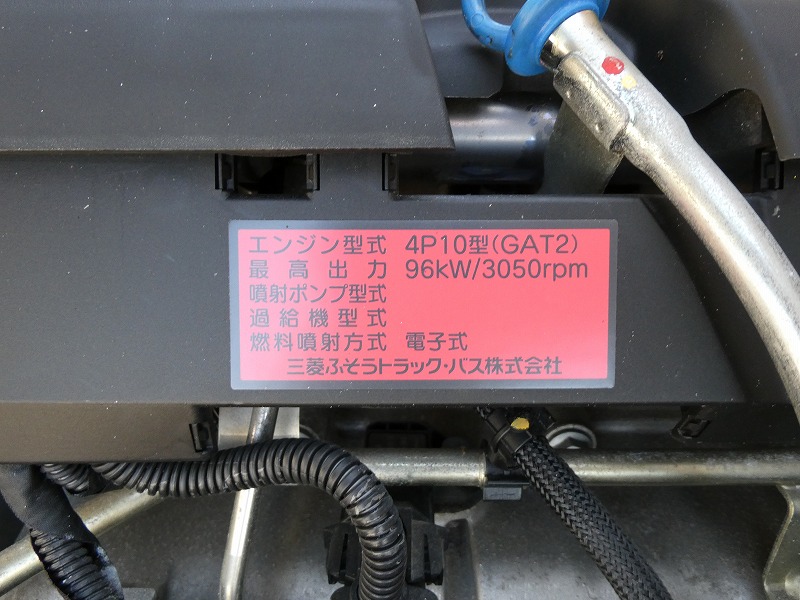 エンジン型式 4P10型(GAT2)
最高出力 96kW/3050rpm
噴射ポンプ型式
過給機型式
燃料噴射方式 電子式
三菱ふそうトラック・バス株式会社